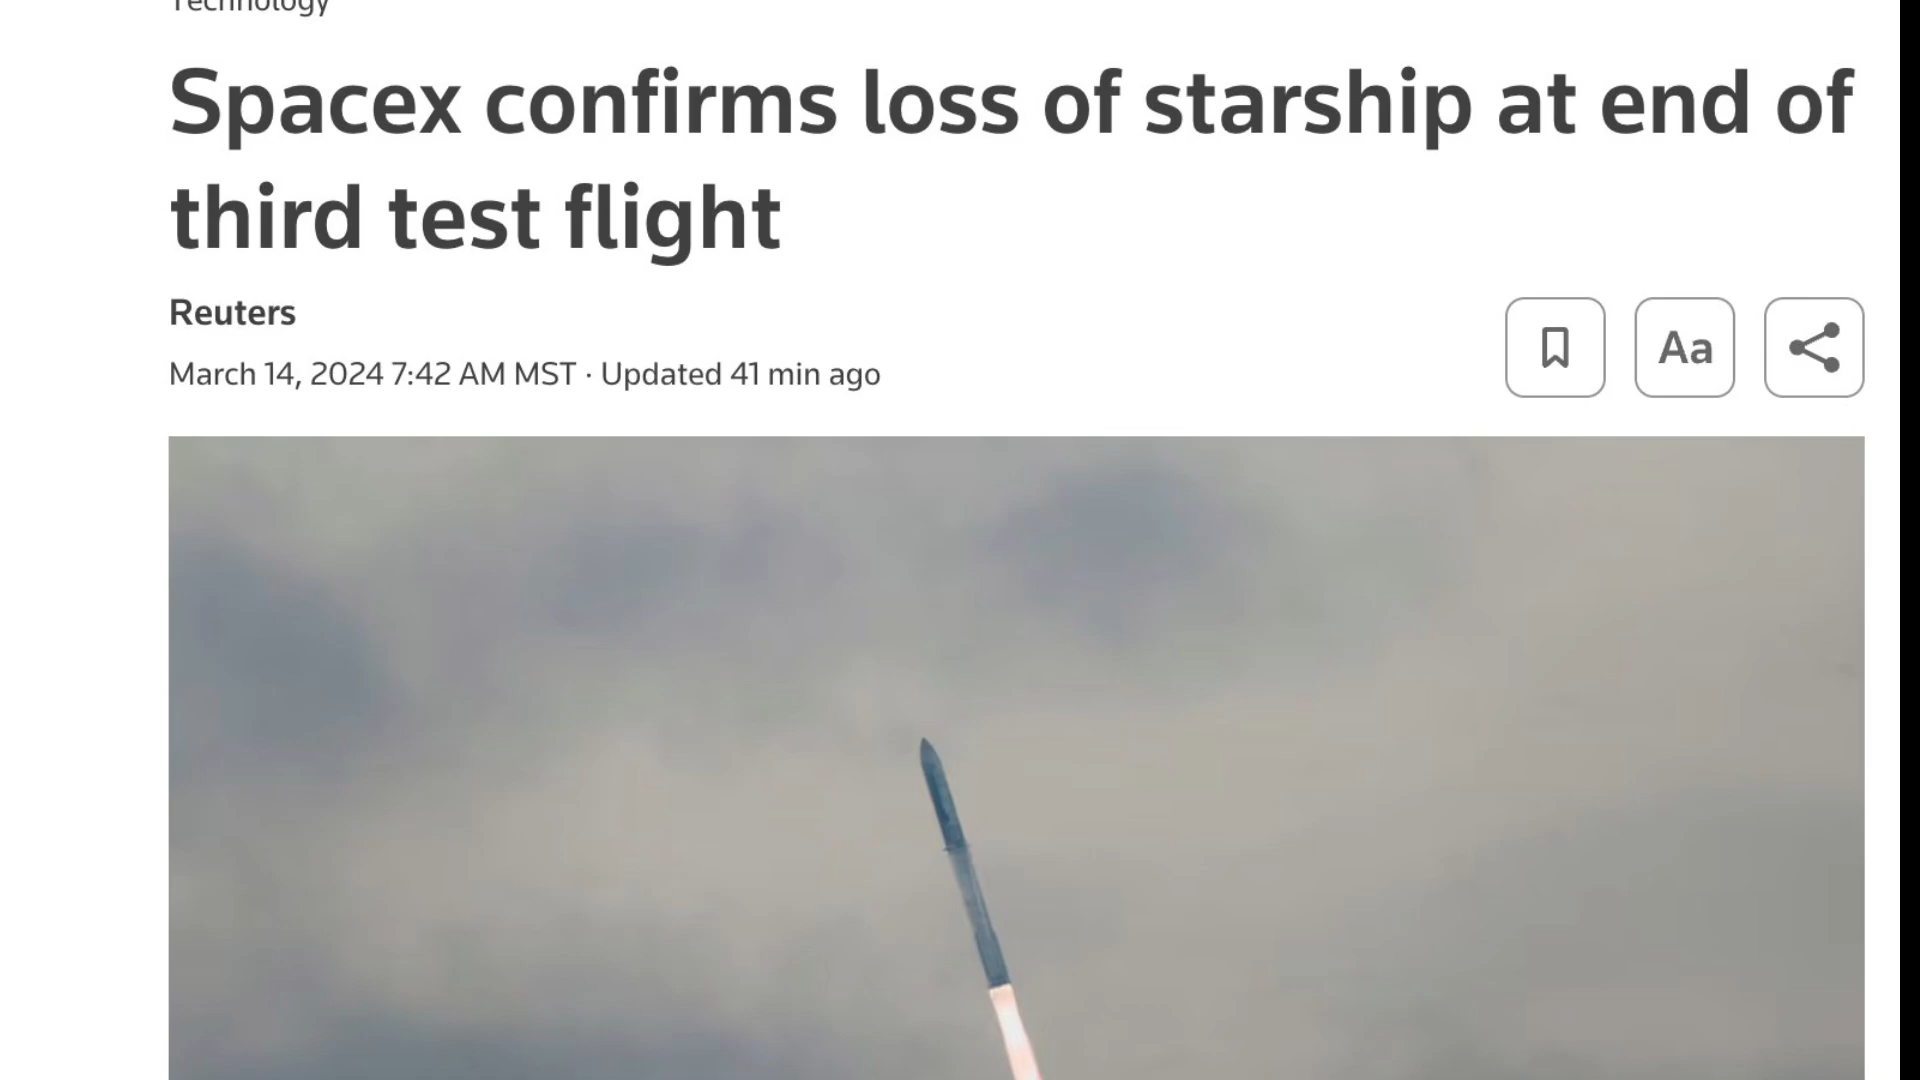 Technology
Spacex confirms loss of starship at end of
third test flight
Reuters
March 14, 2024 7:42 AM MST · Updated 41 min ago
Aa